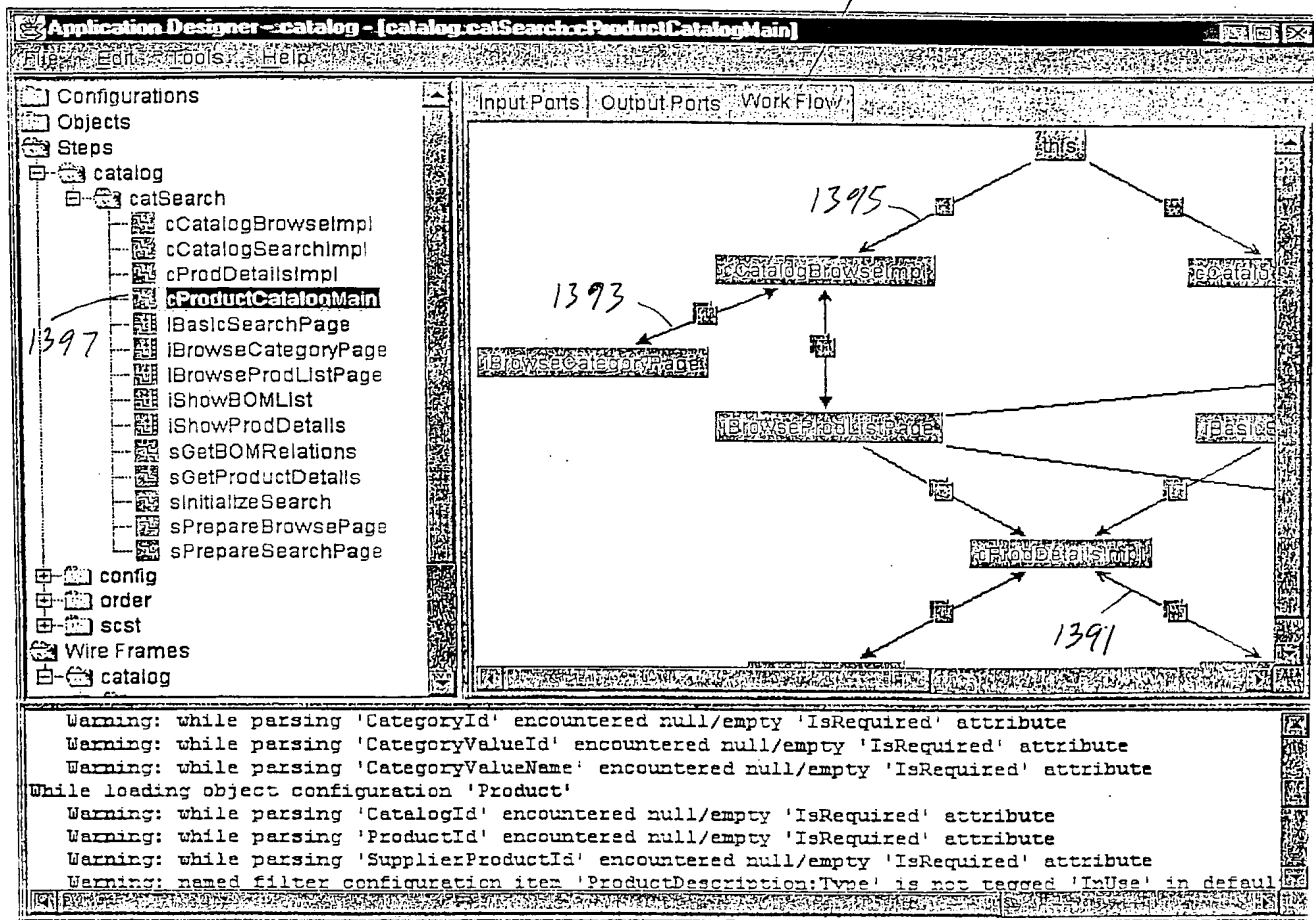 Application Designer - catalog - [catalog:catSearch:cProductCatalogMain]
File Edit Tools Help
Configurations
Objects
Steps
catalog
catSearch
cCatalogBrowseImpl
cCatalogSearchImpl
cProdDetailsImpl
cProductCatalogMain
iBasicSearchPage
iBrowseCategoryPage
iBrowseProdListPage
iShowBOMList
iShowProdDetails
sGetBOMRelations
sGetProductDetails
sInitializeSearch
sPrepareBrowsePage
sPrepareSearchPage
config
order
scst
Wire Frames
catalog
1397
Input Ports Output Ports Work Flow
this
1395
cCatalogBrowseImpl
cCatalo
1393
iBrowseCategoryPage
iBrowseProdListPage
iBasicS
cProdDetailsImpl
1391
Warning: while parsing 'CategoryId' encountered null/empty 'IsRequired' attribute
Warning: while parsing 'CategoryValueId' encountered null/empty 'IsRequired' attribute
Warning: while parsing 'CategoryValueName' encountered null/empty 'IsRequired' attribute
While loading object configuration 'Product'
Warning: while parsing 'CatalogId' encountered null/empty 'IsRequired' attribute
Warning: while parsing 'ProductId' encountered null/empty 'IsRequired' attribute
Warning: while parsing 'SupplierProductId' encountered null/empty 'IsRequired' attribute
Warning: named filter configuration item 'ProductDescription:Type' is not tagged 'InUse' in defaul